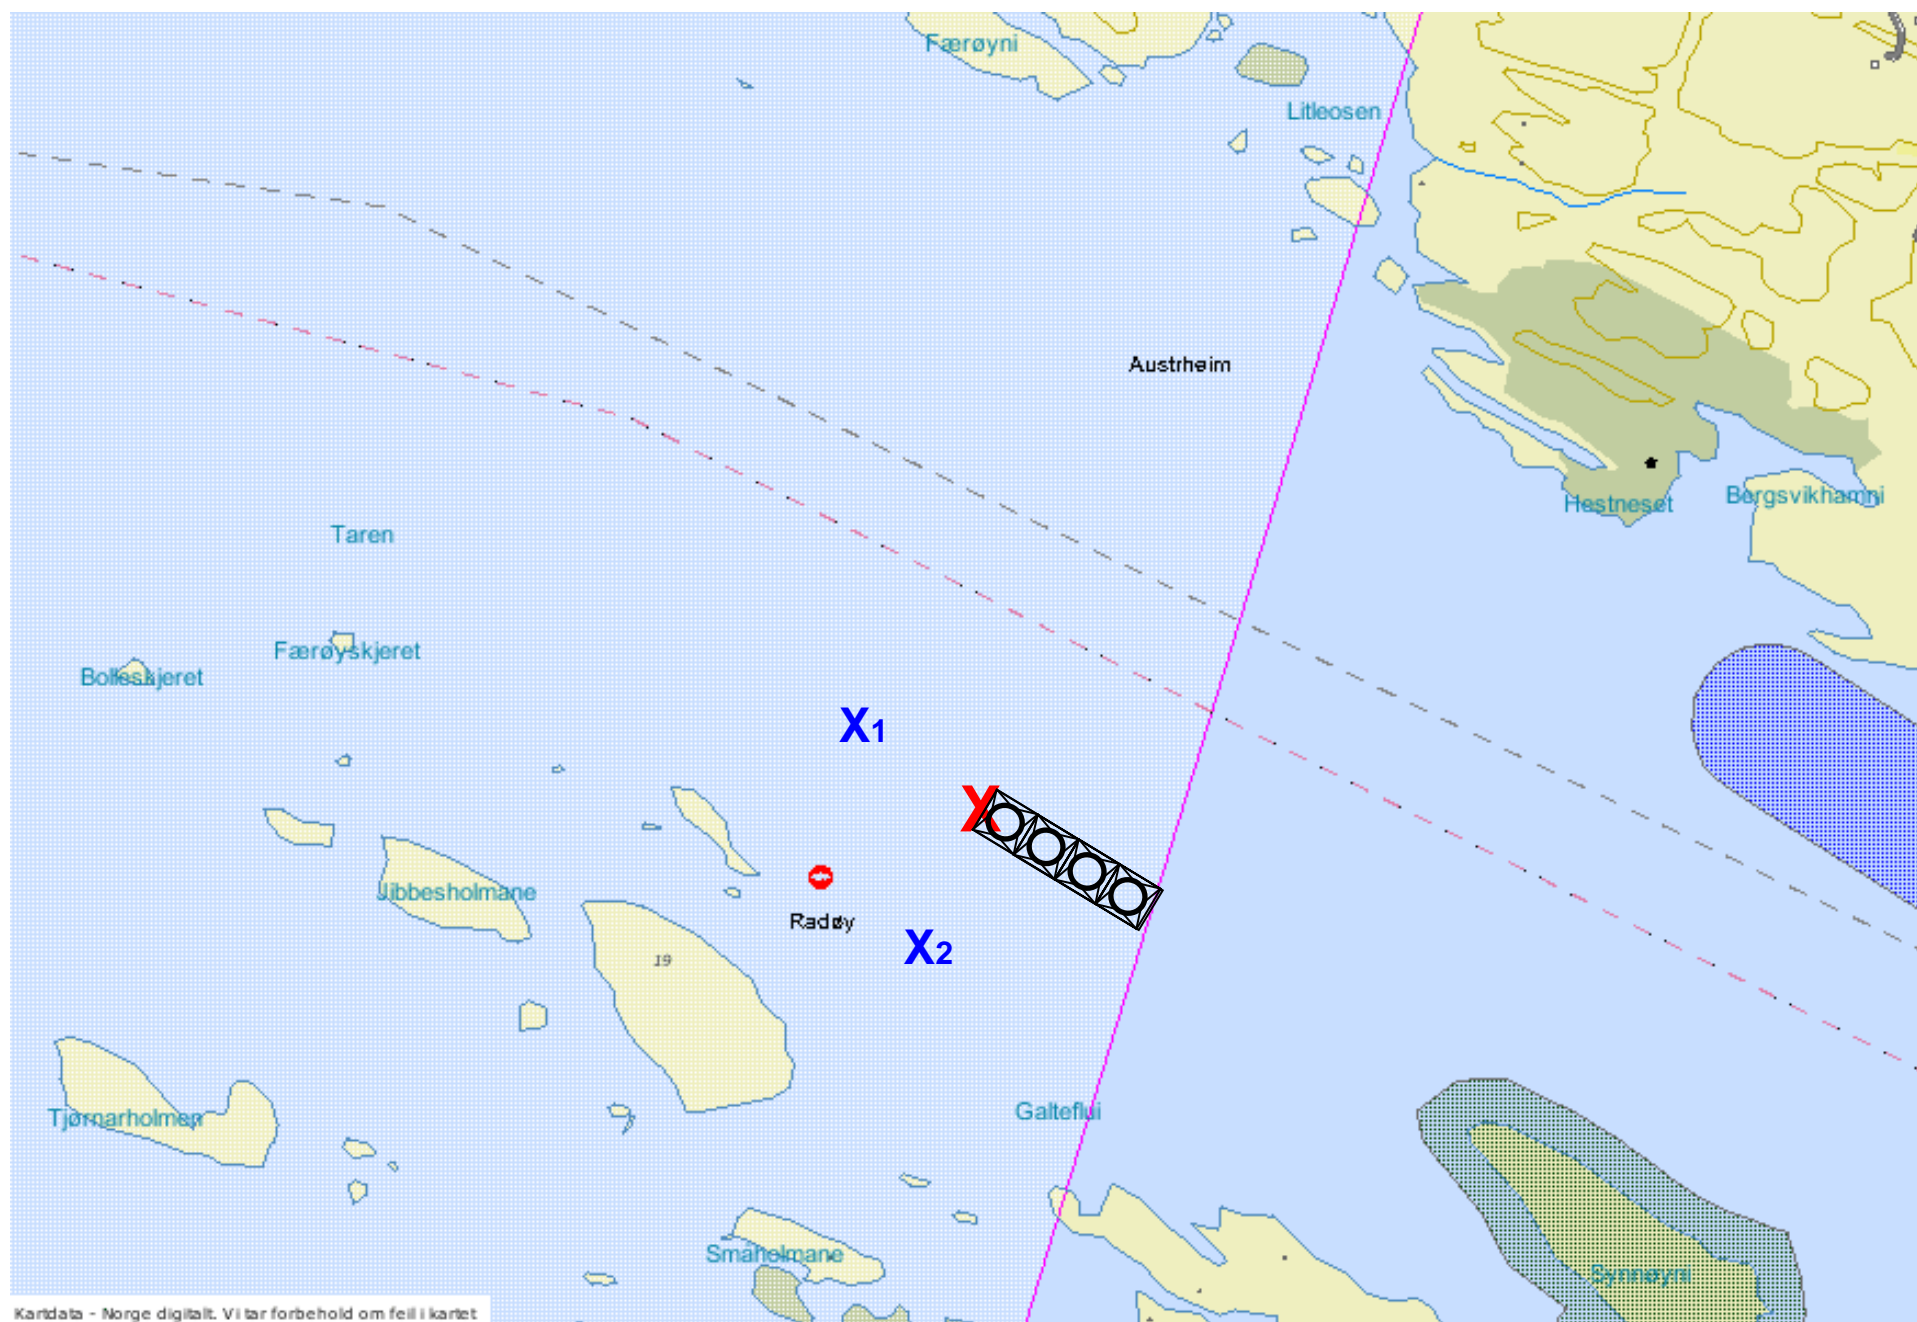 Færøyni
Litleosen
Austrheim
Hestneset
Bergsvikhamni
Taren
Færøyskjeret
Bolleskjeret
X1
X
Jibbesholmane
Radøy
X2
19
Tjørnarholmen
Galteflui
Smaholmane
Synnøyni
Kartdata - Norge digitalt. Vi tar forbehold om feil i kartet